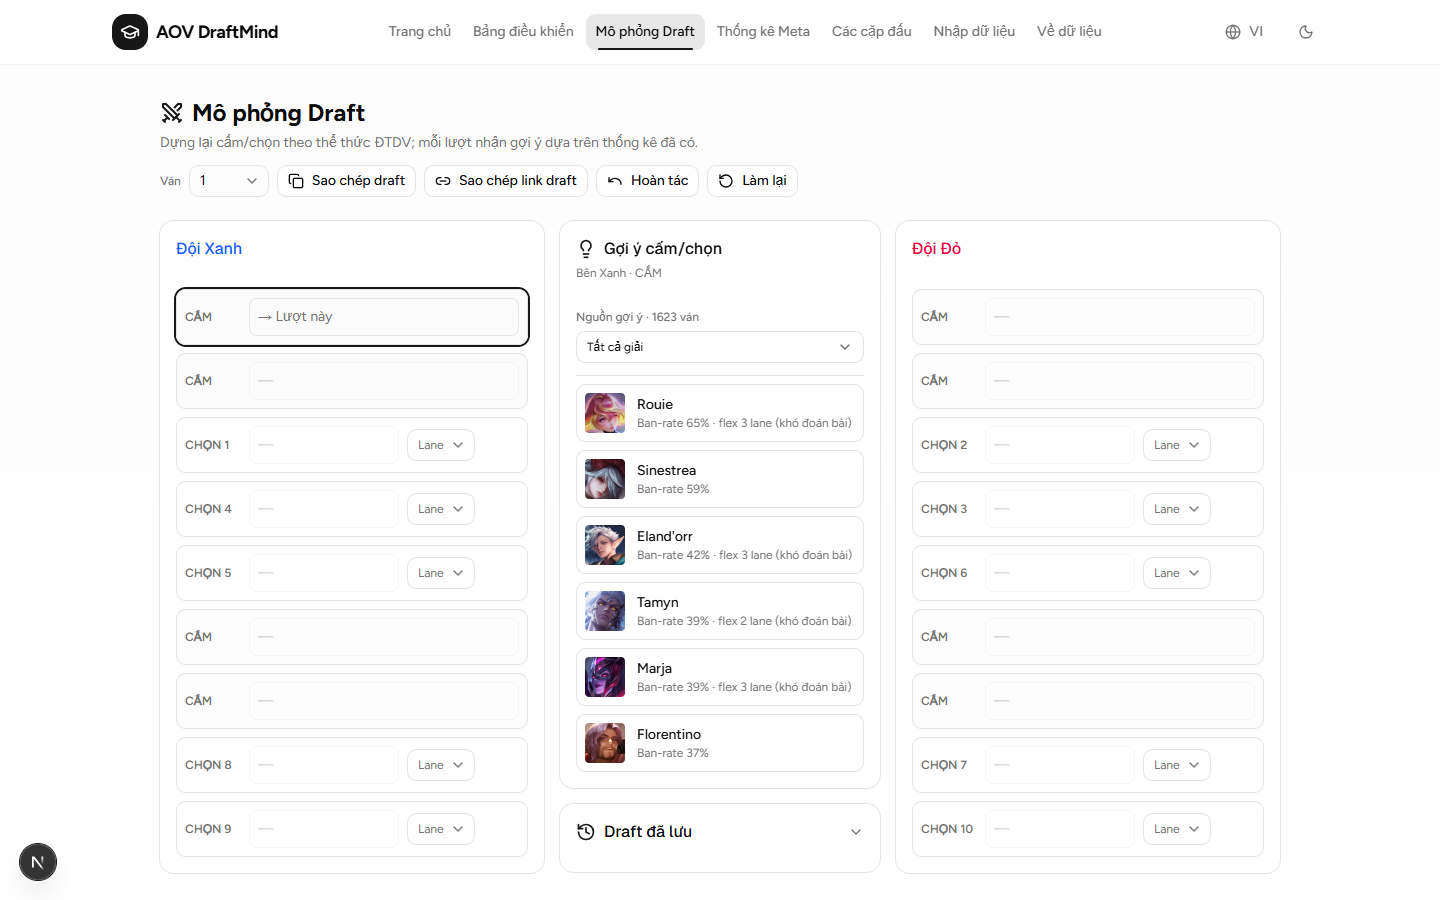 AOV DraftMind
Trang chủ
Bảng điều khiển
Mô phỏng Draft
Thống kê Meta
Các cặp đấu
Nhập dữ liệu
Về dữ liệu
VI
Mô phỏng Draft
Dựng lại cấm/chọn theo thể thức ĐTDV; mỗi lượt nhận gợi ý dựa trên thống kê đã có.
Ván
1
Sao chép draft
Sao chép link draft
Hoàn tác
Làm lại
Đội Xanh
CẤM
→ Lượt này
CẤM
—
CHỌN 1
—
Lane
CHỌN 4
—
Lane
CHỌN 5
—
Lane
CẤM
—
CẤM
—
CHỌN 8
—
Lane
CHỌN 9
—
Lane
Gợi ý cấm/chọn
Bên Xanh · CẤM
Nguồn gợi ý · 1623 ván
Tất cả giải
Rouie
Ban-rate 65% · flex 3 lane (khó đoán bài)
Sinestrea
Ban-rate 59%
Eland'orr
Ban-rate 42% · flex 3 lane (khó đoán bài)
Tamyn
Ban-rate 39% · flex 2 lane (khó đoán bài)
Marja
Ban-rate 39% · flex 3 lane (khó đoán bài)
Florentino
Ban-rate 37%
Draft đã lưu
Đội Đỏ
CẤM
—
CẤM
—
CHỌN 2
—
Lane
CHỌN 3
—
Lane
CHỌN 6
—
Lane
CẤM
—
CẤM
—
CHỌN 7
—
Lane
CHỌN 10
—
Lane
N